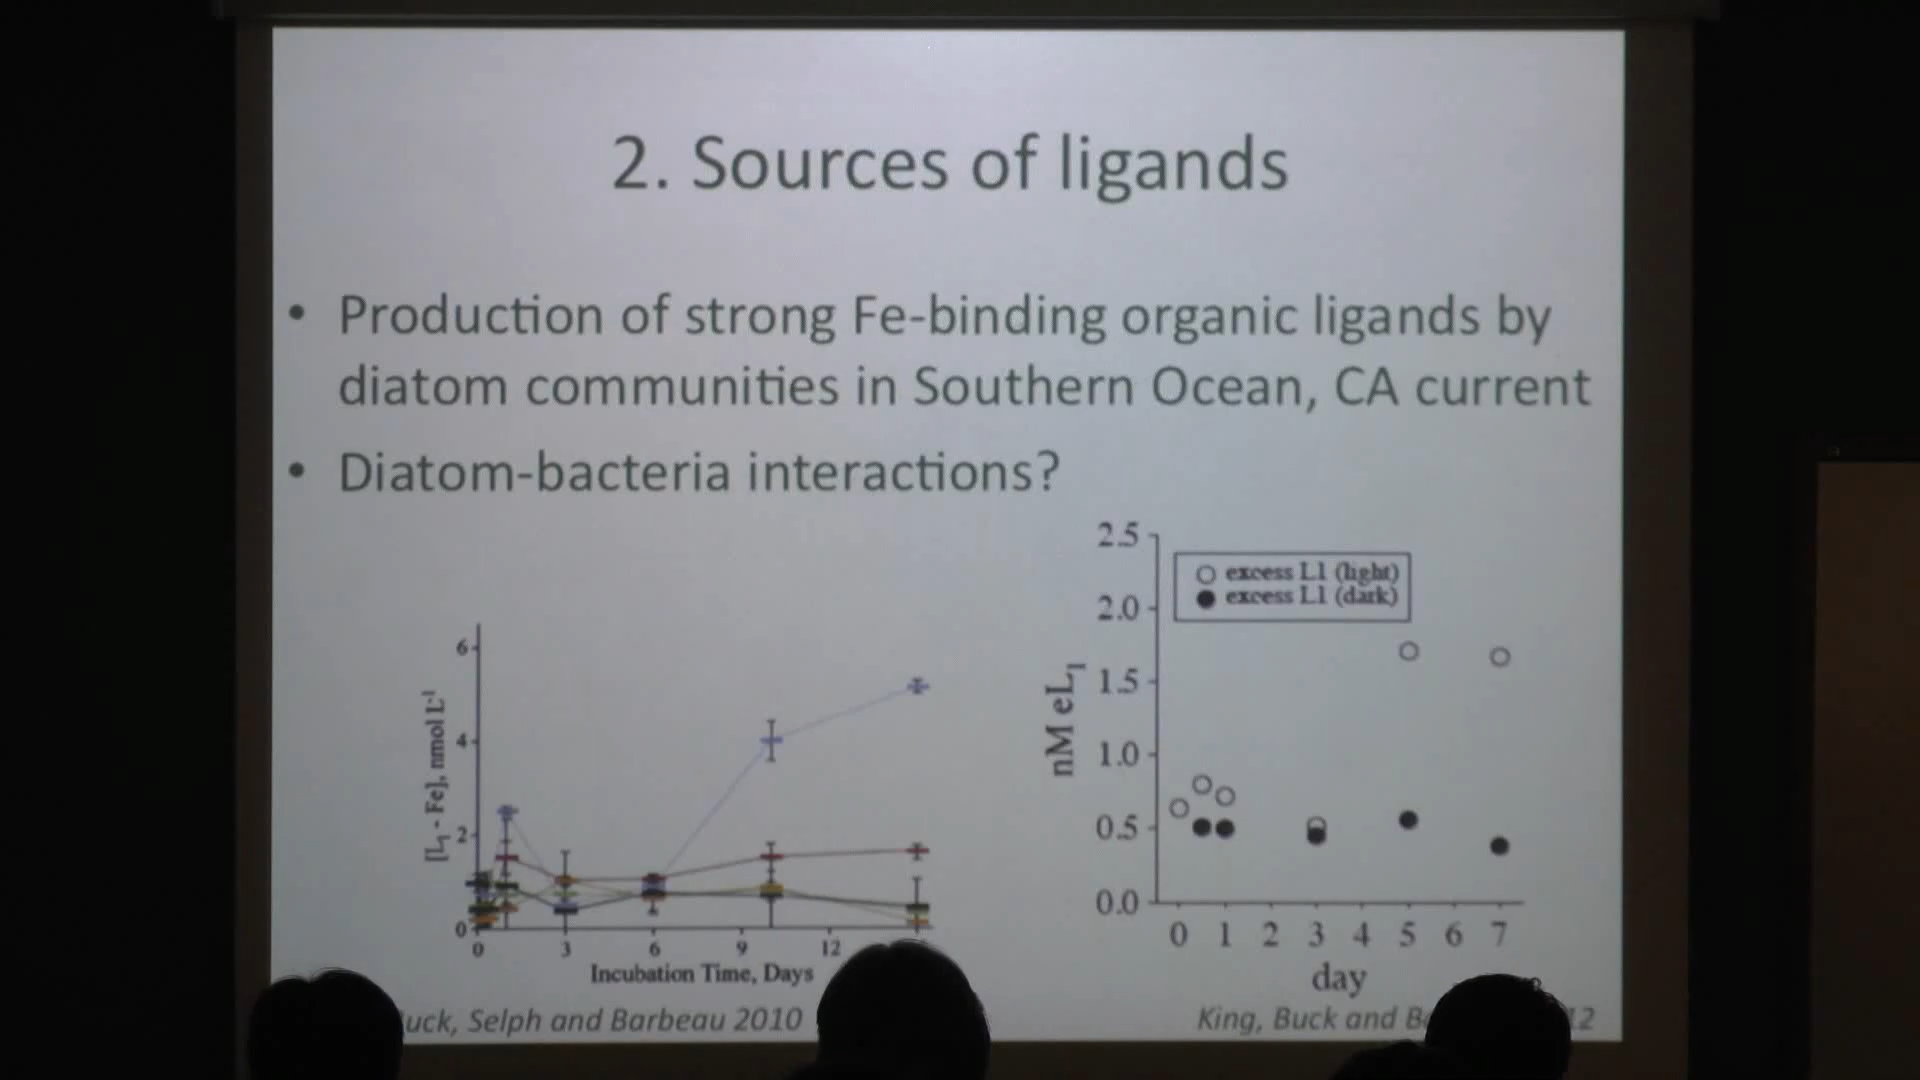 2. Sources of ligands
• Production of strong Fe-binding organic ligands by
diatom communities in Southern Ocean, CA current
• Diatom-bacteria interactions?
6
4
2
0
[L1 - Fe], nmol L-1
0 3 6 9 12
Incubation Time, Days
Selph and Barbeau 2010
2.5
2.0
1.5
1.0
0.5
0.0
excess L1 (light)
excess L1 (dark)
nM eL1
0 1 2 3 4 5 6 7
day
King, Buck and